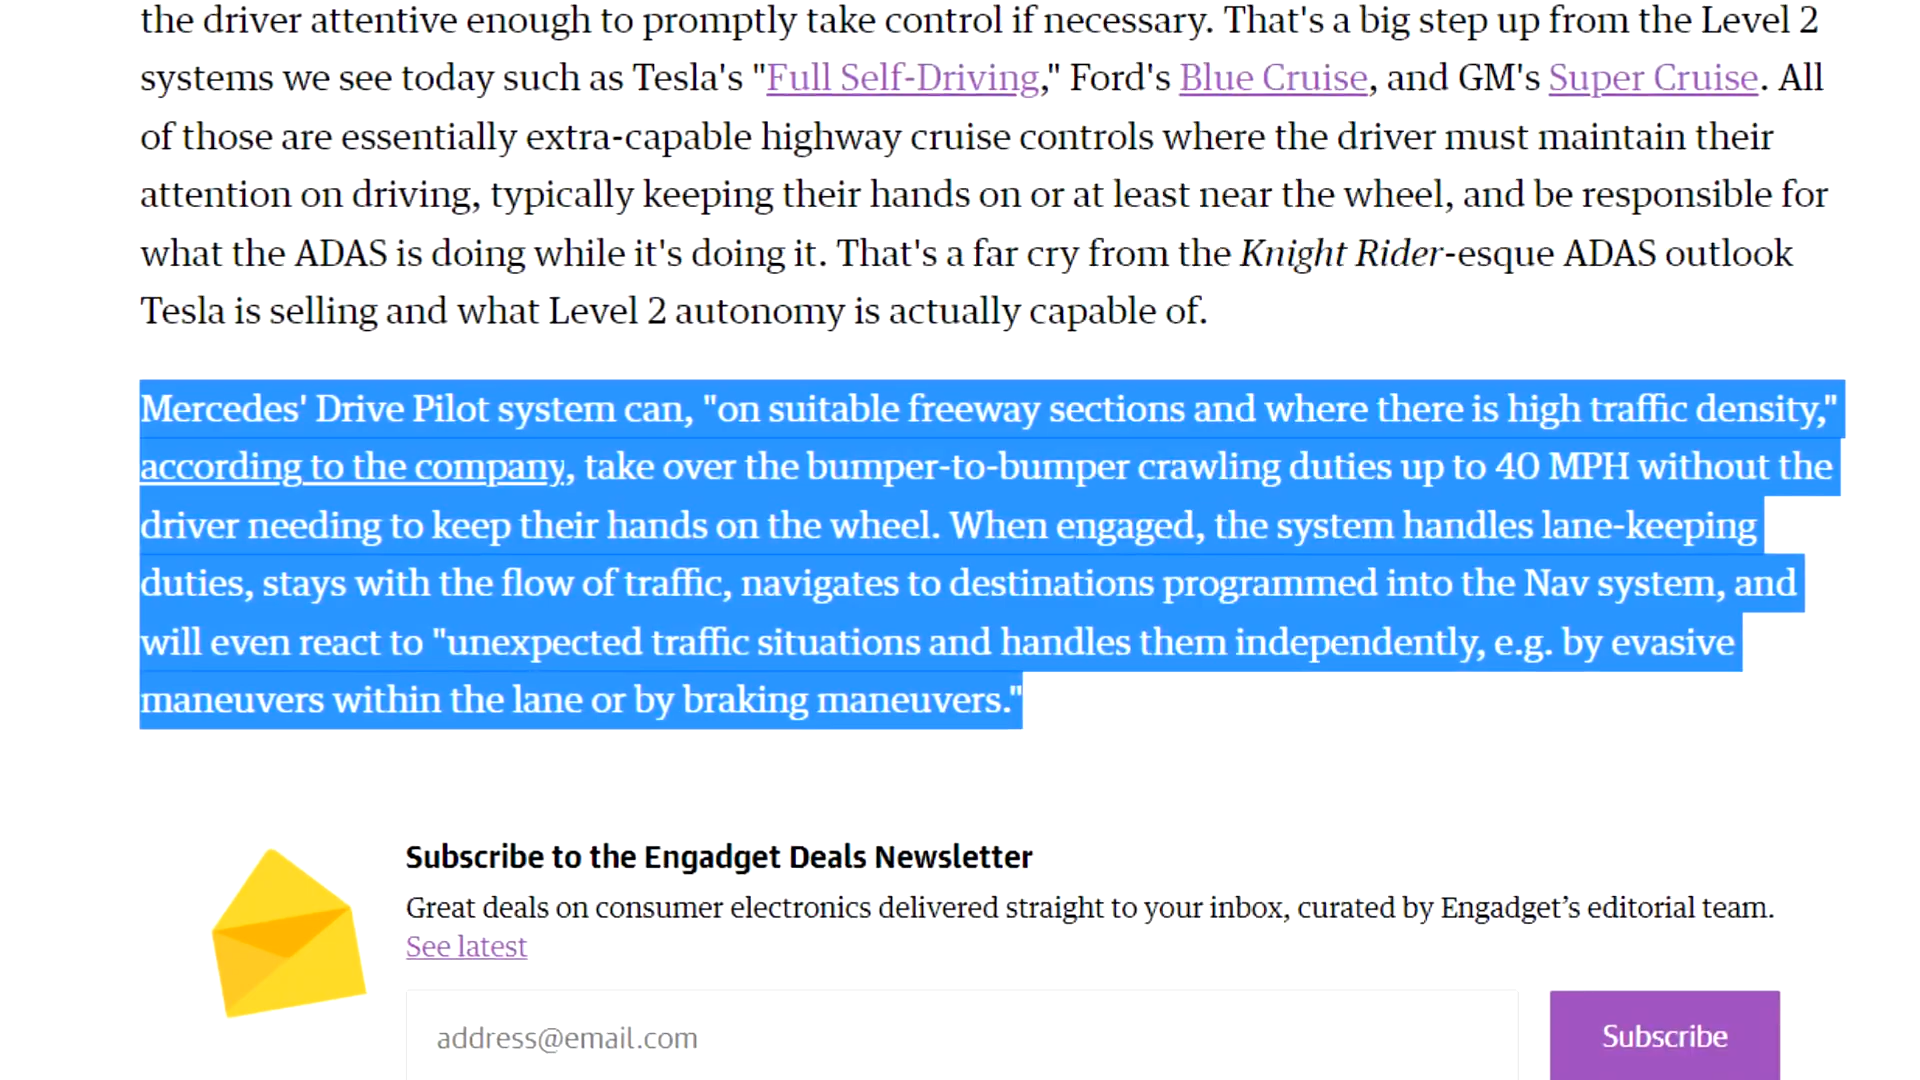 the driver attentive enough to promptly take control if necessary. That's a big step up from the Level 2
systems we see today such as Tesla's "Full Self-Driving," Ford's Blue Cruise, and GM's Super Cruise. All
of those are essentially extra-capable highway cruise controls where the driver must maintain their
attention on driving, typically keeping their hands on or at least near the wheel, and be responsible for
what the ADAS is doing while it's doing it. That's a far cry from the Knight Rider-esque ADAS outlook
Tesla is selling and what Level 2 autonomy is actually capable of.
Mercedes' Drive Pilot system can, "on suitable freeway sections and where there is high traffic density,"
according to the company, take over the bumper-to-bumper crawling duties up to 40 MPH without the
driver needing to keep their hands on the wheel. When engaged, the system handles lane-keeping
duties, stays with the flow of traffic, navigates to destinations programmed into the Nav system, and
will even react to "unexpected traffic situations and handles them independently, e.g. by evasive
maneuvers within the lane or by braking maneuvers."
Subscribe to the Engadget Deals Newsletter
Great deals on consumer electronics delivered straight to your inbox, curated by Engadget’s editorial team.
See latest
address@email.com
Subscribe